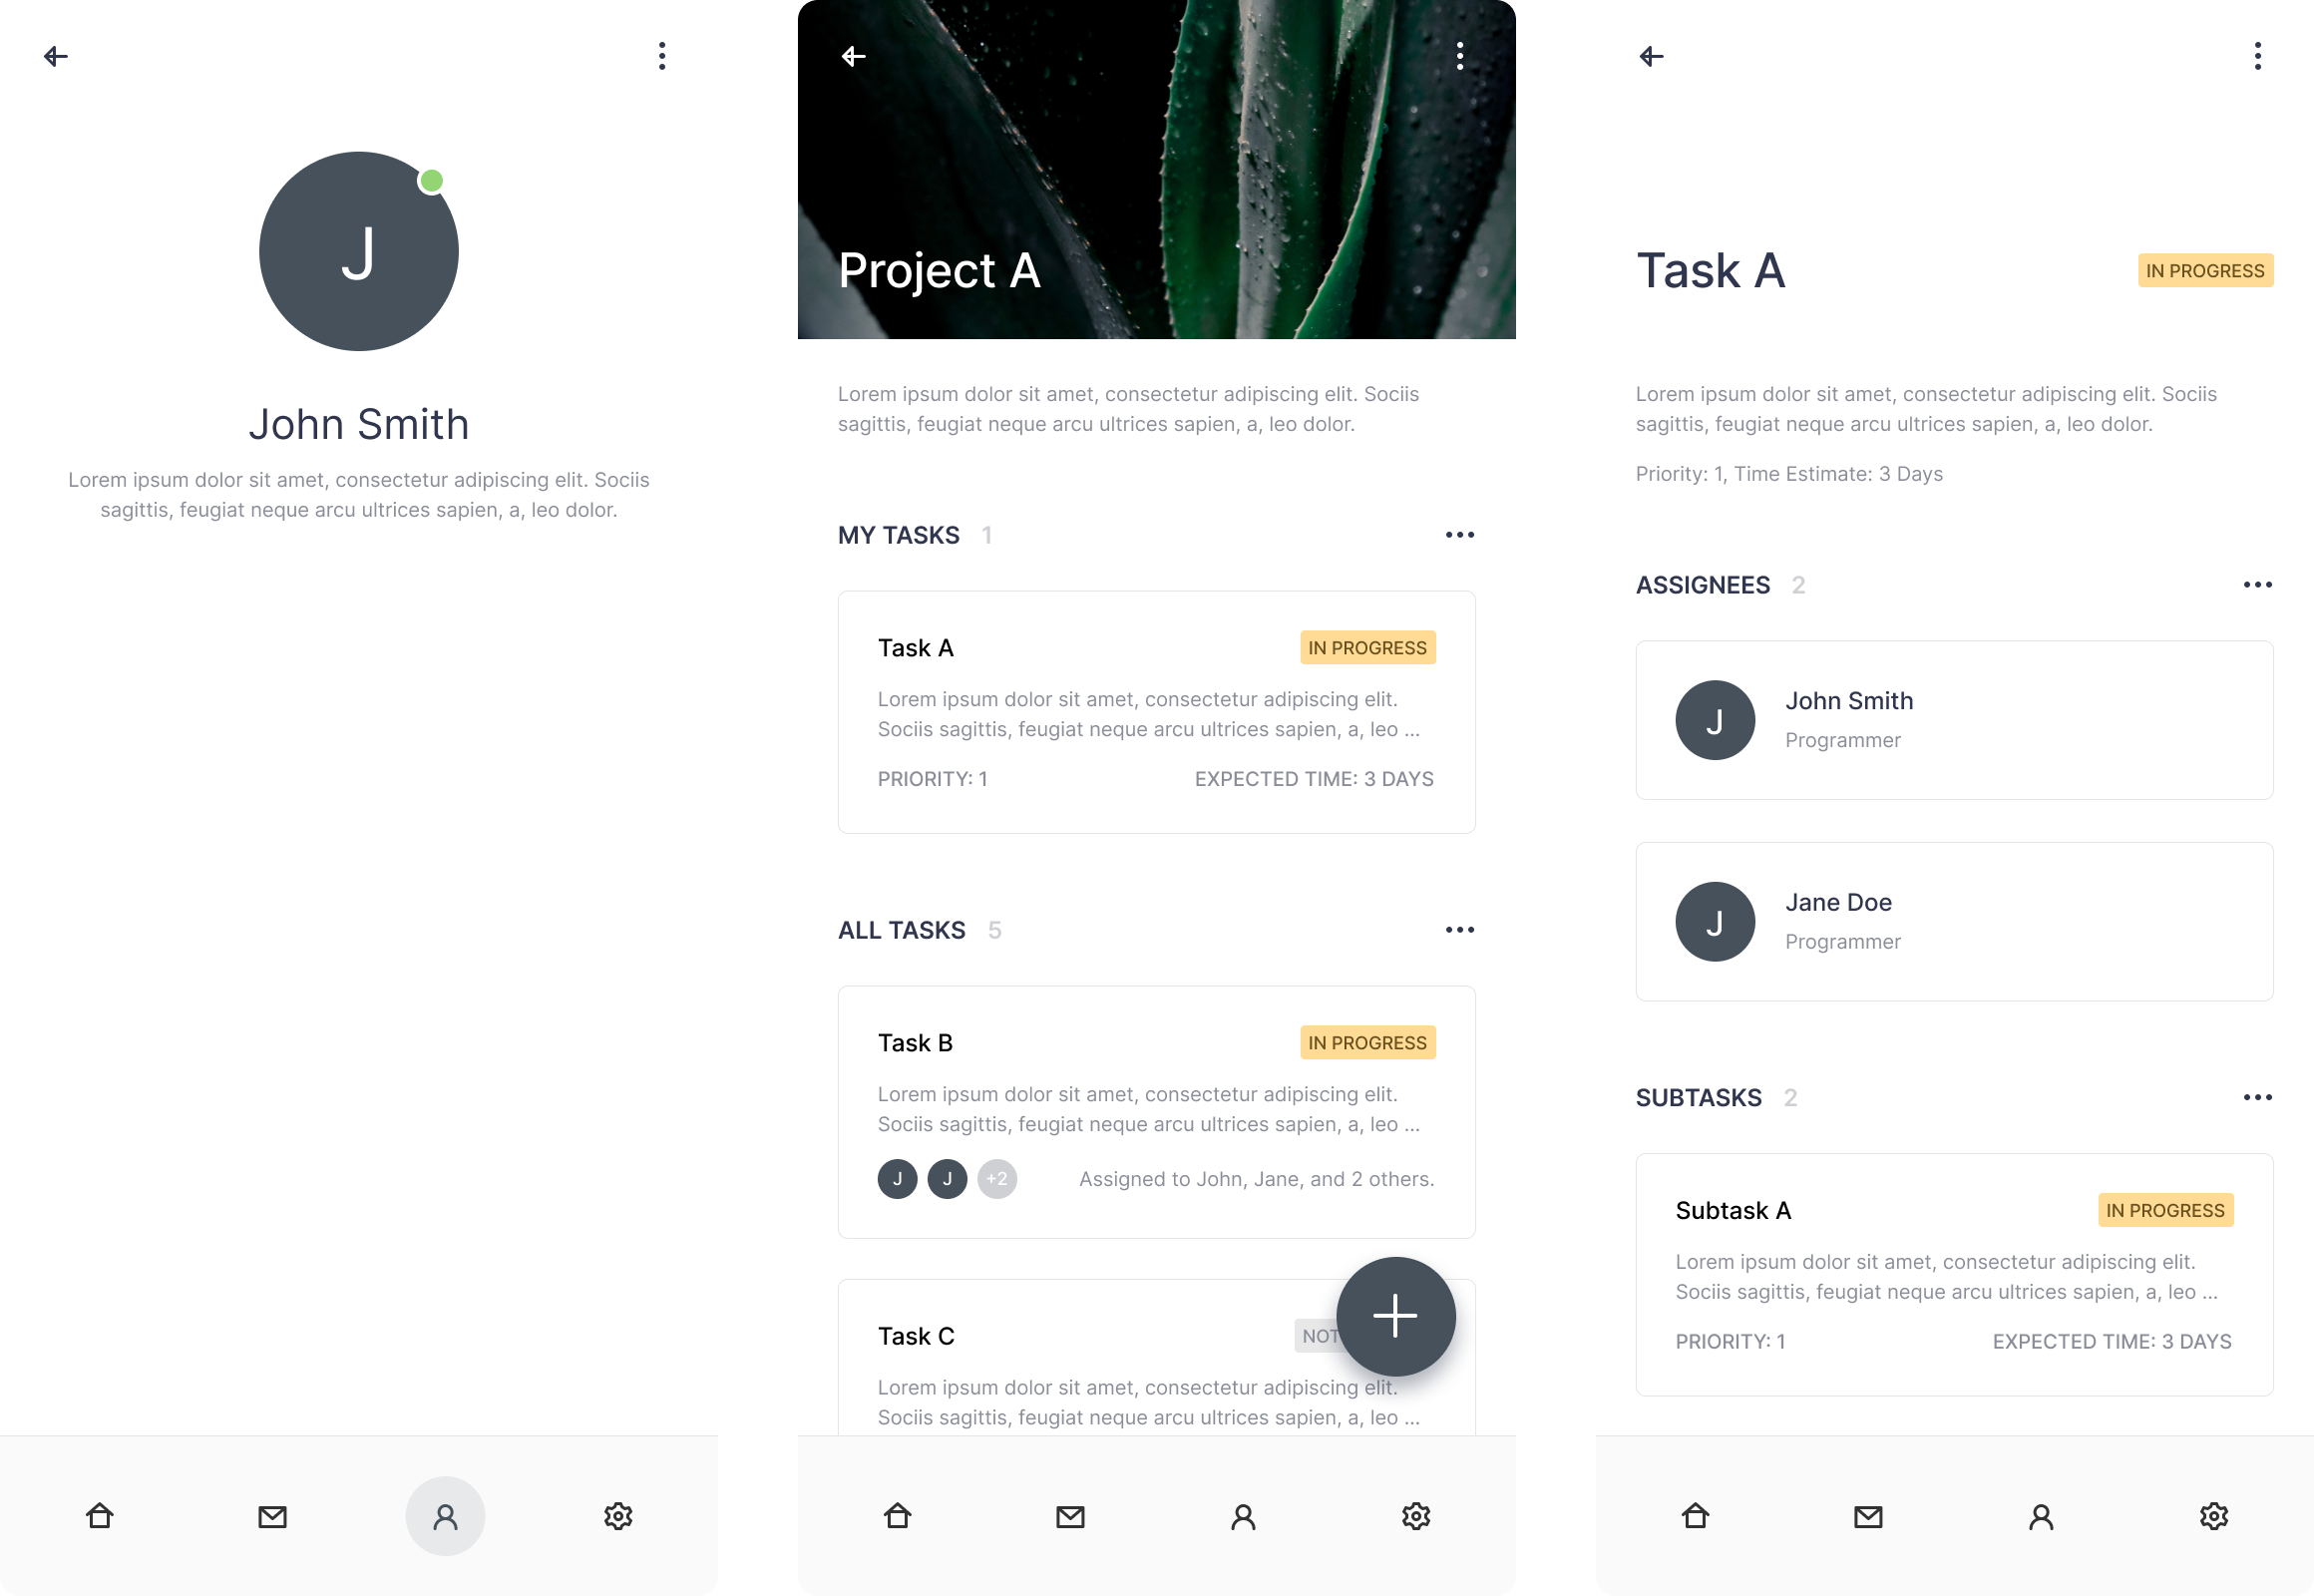 J
John Smith
Lorem ipsum dolor sit amet, consectetur adipiscing elit. Sociis
sagittis, feugiat neque arcu ultrices sapien, a, leo dolor.
Project A
Lorem ipsum dolor sit amet, consectetur adipiscing elit. Sociis
sagittis, feugiat neque arcu ultrices sapien, a, leo dolor.
MY TASKS 1
Task A IN PROGRESS
Lorem ipsum dolor sit amet, consectetur adipiscing elit.
Sociis sagittis, feugiat neque arcu ultrices sapien, a, leo ...
PRIORITY: 1 EXPECTED TIME: 3 DAYS
ALL TASKS 5
Task B IN PROGRESS
Lorem ipsum dolor sit amet, consectetur adipiscing elit.
Sociis sagittis, feugiat neque arcu ultrices sapien, a, leo ...
J J +2 Assigned to John, Jane, and 2 others.
Task C NOT
Lorem ipsum dolor sit amet, consectetur adipiscing elit.
Sociis sagittis, feugiat neque arcu ultrices sapien, a, leo ...
Task A IN PROGRESS
Lorem ipsum dolor sit amet, consectetur adipiscing elit. Sociis
sagittis, feugiat neque arcu ultrices sapien, a, leo dolor.
Priority: 1, Time Estimate: 3 Days
ASSIGNEES 2
J
John Smith
Programmer
J
Jane Doe
Programmer
SUBTASKS 2
Subtask A IN PROGRESS
Lorem ipsum dolor sit amet, consectetur adipiscing elit.
Sociis sagittis, feugiat neque arcu ultrices sapien, a, leo ...
PRIORITY: 1 EXPECTED TIME: 3 DAYS